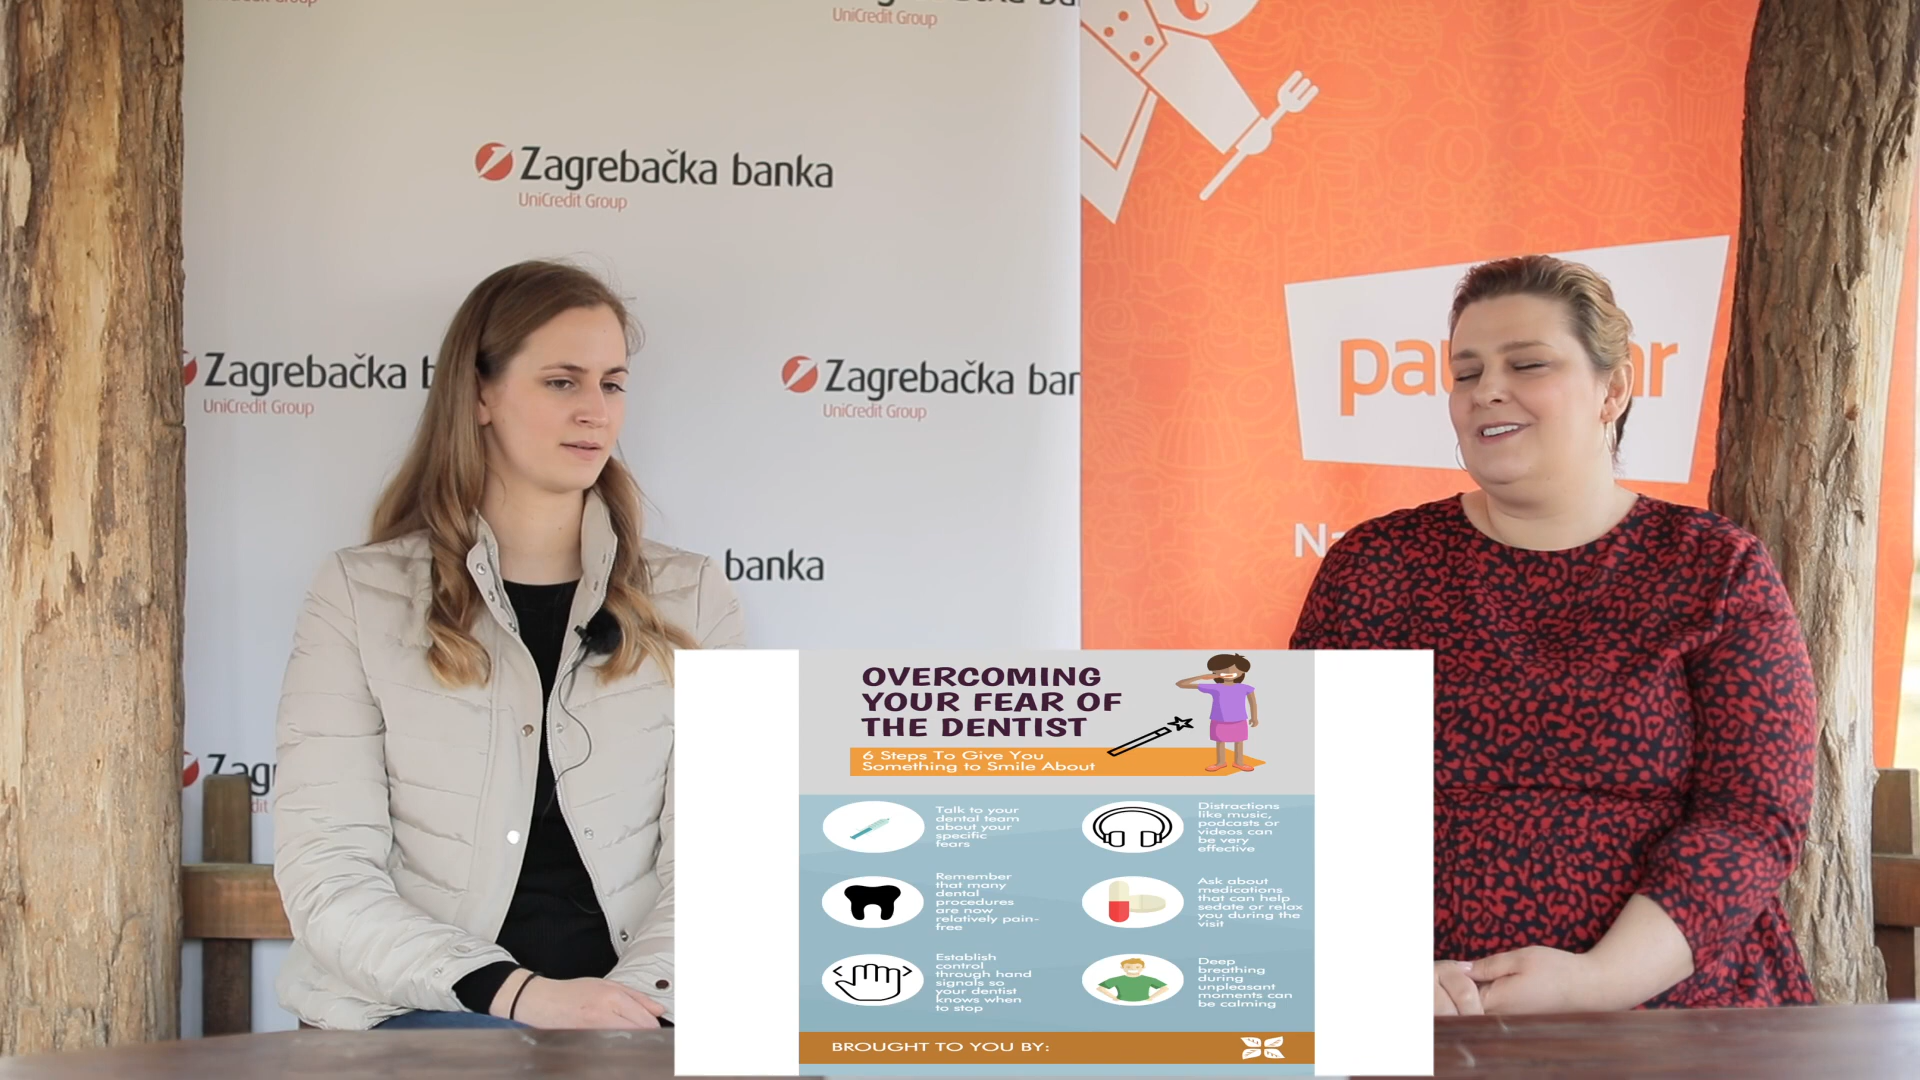 UniCredit Group
Zagrebačka banka
UniCredit Group
Zagrebačka
UniCredit Group
Zagrebačka
UniCredit Group
banka
OVERCOMING
YOUR FEAR OF
THE DENTIST
6 Steps To Give You
Something to Smile About
Talk to your
dental team
about your
specific
fears
Distractions
like music,
podcasts or
videos can
be very
effective
Remember
that many
dental
procedures
are now
relatively pain-
free
Ask about
medications
that can help
sedate or relax
you during the
visit
Establish
control
through hand
signals so
your dentist
knows when
to stop
Deep
breathing
during
unpleasant
moments can
be calming
BROUGHT TO YOU BY: